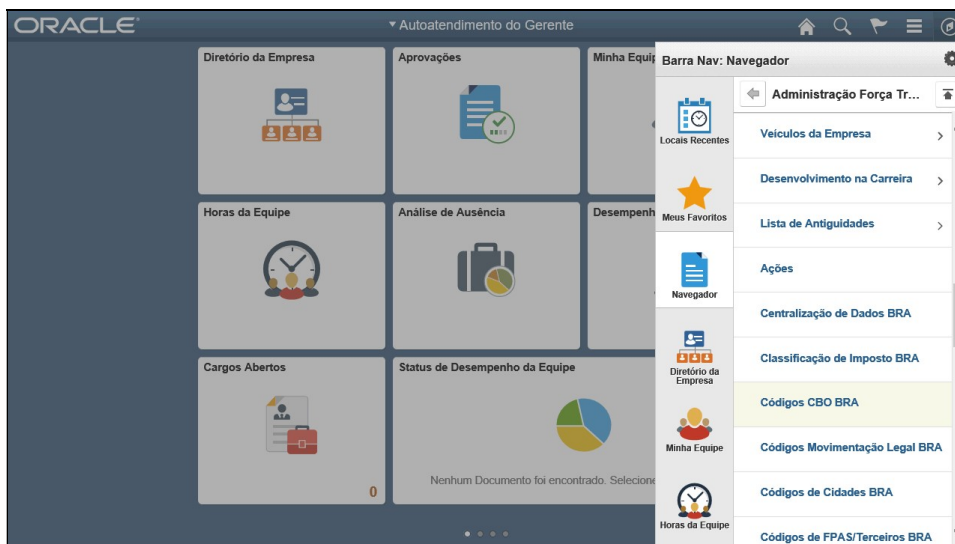 ORACLE
Autoatendimento do Gerente
Diretório da Empresa
Aprovações
Minha Equip
Horas da Equipe
Análise de Ausência
Desempenh
Cargos Abertos
0
Status de Desempenho da Equipe
Nenhum Documento foi encontrado. Selecione
Barra Nav: Navegador
Locais Recentes
Meus Favoritos
Navegador
Diretório da
Empresa
Minha Equipe
Horas da Equipe
Administração Força Tr...
Veículos da Empresa
Desenvolvimento na Carreira
Lista de Antiguidades
Ações
Centralização de Dados BRA
Classificação de Imposto BRA
Códigos CBO BRA
Códigos Movimentação Legal BRA
Códigos de Cidades BRA
Códigos de FPAS/Terceiros BRA